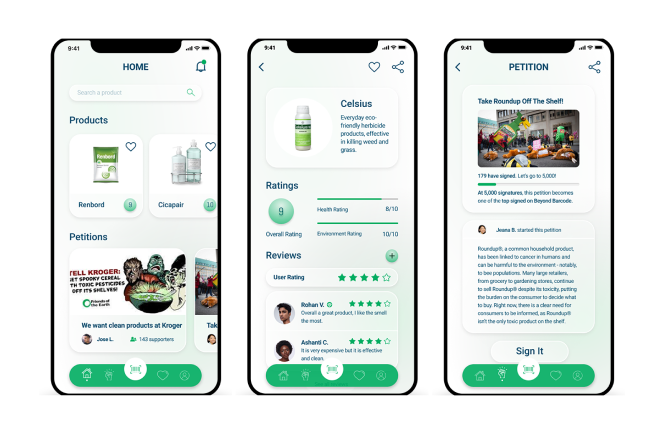 9:41
HOME
Search a product
Products
Renbord
Renbord
9
Cicapair
10
Petitions
TELL KROGER:
GET SPOOKY CEREAL
WITH TOXIC PESTICIDES
OFF ITS SHELVES!
Friends of
the Earth
We want clean products at Kroger
Jose L.
143 supporters
Tak
9:41
Celsius
Everyday eco-
friendly herbicide
products, effective
in killing weed and
grass.
Ratings
9
Overall Rating
Health Rating
8/10
Environment Rating
10/10
Reviews
+
User Rating
Rohan V.
Overall a great product, I like the smell
the most.
Ashanti C.
It is very expensive but it is effective
and clean.
9:41
PETITION
Take Roundup Off The Shelf!
179 have signed. Let's go to 5,000!
At 5,000 signatures, this petition becomes
one of the top signed on Beyond Barcode.
Jeana B. started this petition
Roundup®, a common household product,
has been linked to cancer in humans and
can be harmful to the environment - notably,
to bee populations. Many large retailers,
from grocery to gardening stores, continue
to sell Roundup® despite its toxicity, putting
the burden on the consumer to decide what
to buy. Right now, there is a clear need for
consumers to be informed, as Roundup®
isn't the only toxic product on the shelf.
Sign It